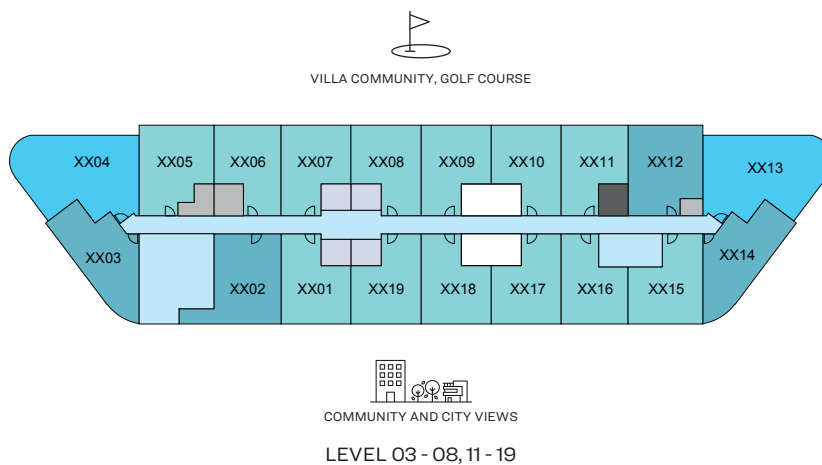 VILLA COMMUNITY, GOLF COURSE
XX04
XX05
XX06
XX07
XX08
XX09
XX10
XX11
XX12
XX13
XX03
XX14
XX02
XX01
XX19
XX18
XX17
XX16
XX15
COMMUNITY AND CITY VIEWS
LEVEL 03 - 08, 11 - 19